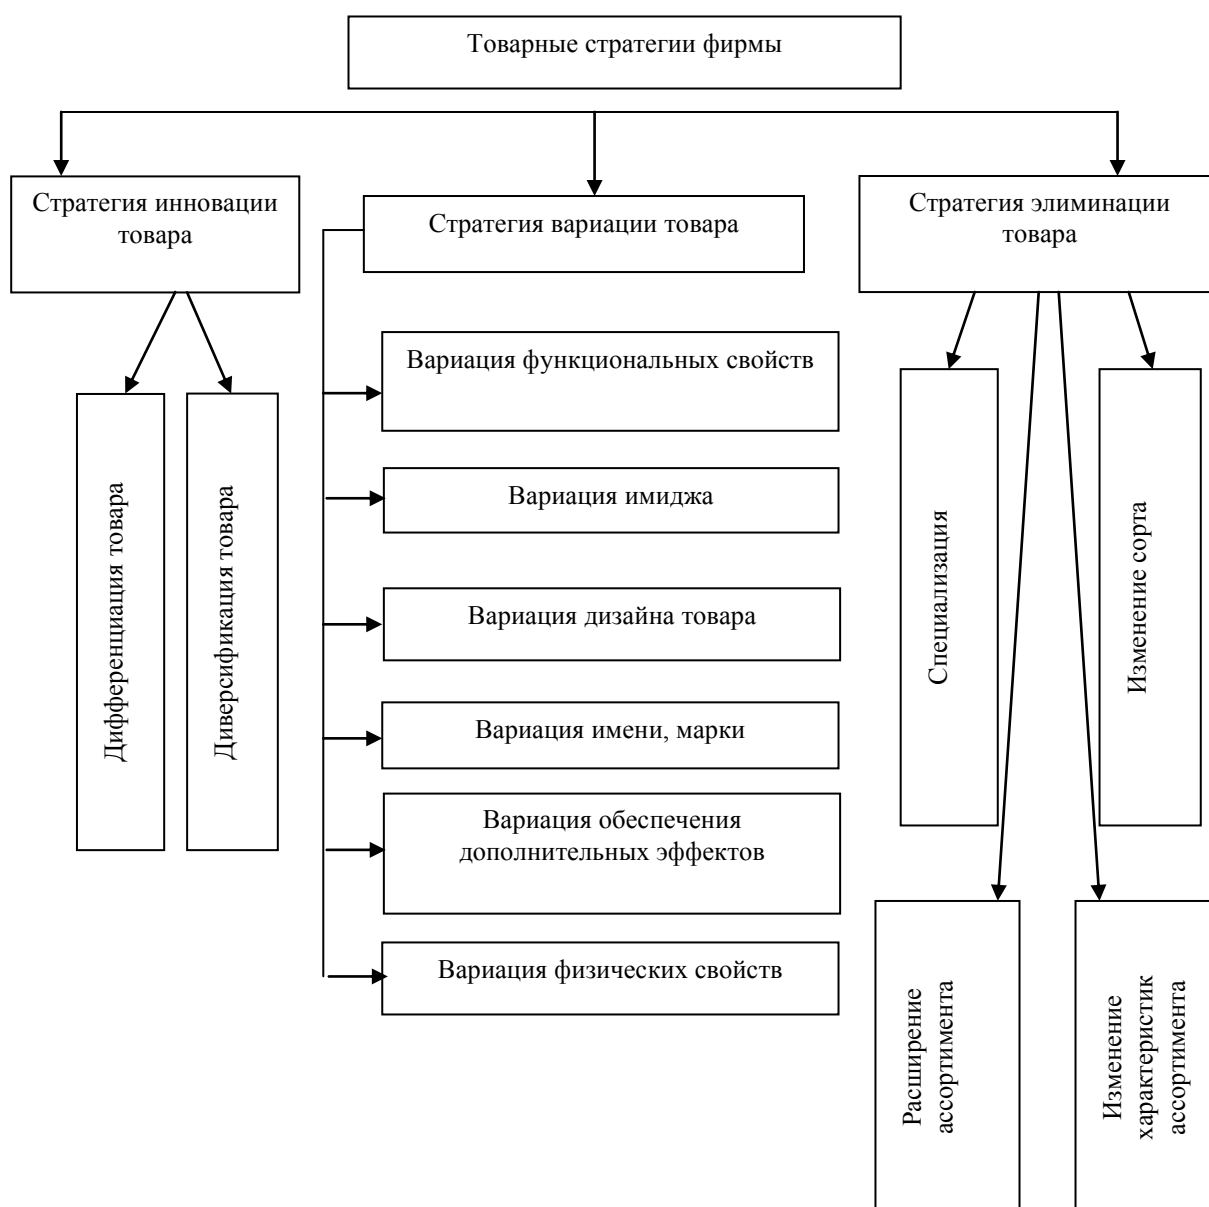 Товарные стратегии фирмы
Стратегия инновации
товара
Стратегия вариации товара
Стратегия элиминации
товара
Дифференциация товара
Диверсификация товара
Вариация функциональных свойств
Вариация имиджа
Вариация дизайна товара
Вариация имени, марки
Вариация обеспечения
дополнительных эффектов
Вариация физических свойств
Специализация
Изменение сорта
Расширение
ассортимента
Изменение
характеристик
ассортимента